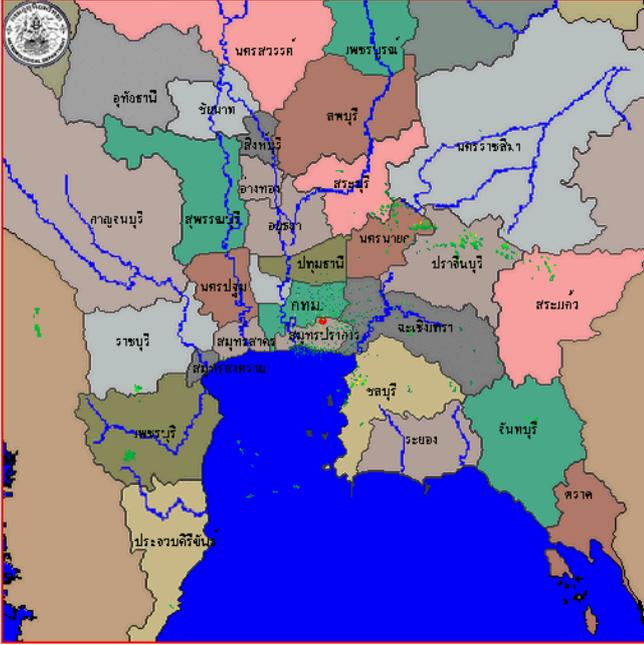 นครสวรรค์
เพชรบูรณ์
อุทัยธานี
ชัยนาท
ลพบุรี
สิงห์บุรี
นครราชสีมา
อ่างทอง
สระบุรี
กาญจนบุรี
สุพรรณบุรี
อยุธยา
นครนายก
ปทุมธานี
ปราจีนบุรี
นครปฐม
สระแก้ว
กทม.
ฉะเชิงเทรา
ราชบุรี
สมุทรสาคร
สมุทรปราการ
สมุทรสงคราม
ชลบุรี
เพชรบุรี
ระยอง
จันทบุรี
ตราด
ประจวบคีรีขันธ์